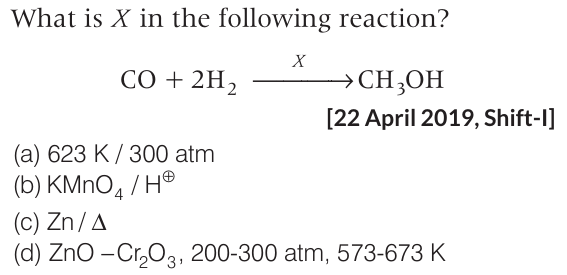 What is X in the following reaction?
X
CO + 2H₂ ⟶ CH₃OH
[22 April 2019, Shift-I]
(a) 623 K / 300 atm
(b) KMnO₄ / H⊕
(c) Zn / Δ
(d) ZnO – Cr₂O₃, 200-300 atm, 573-673 K